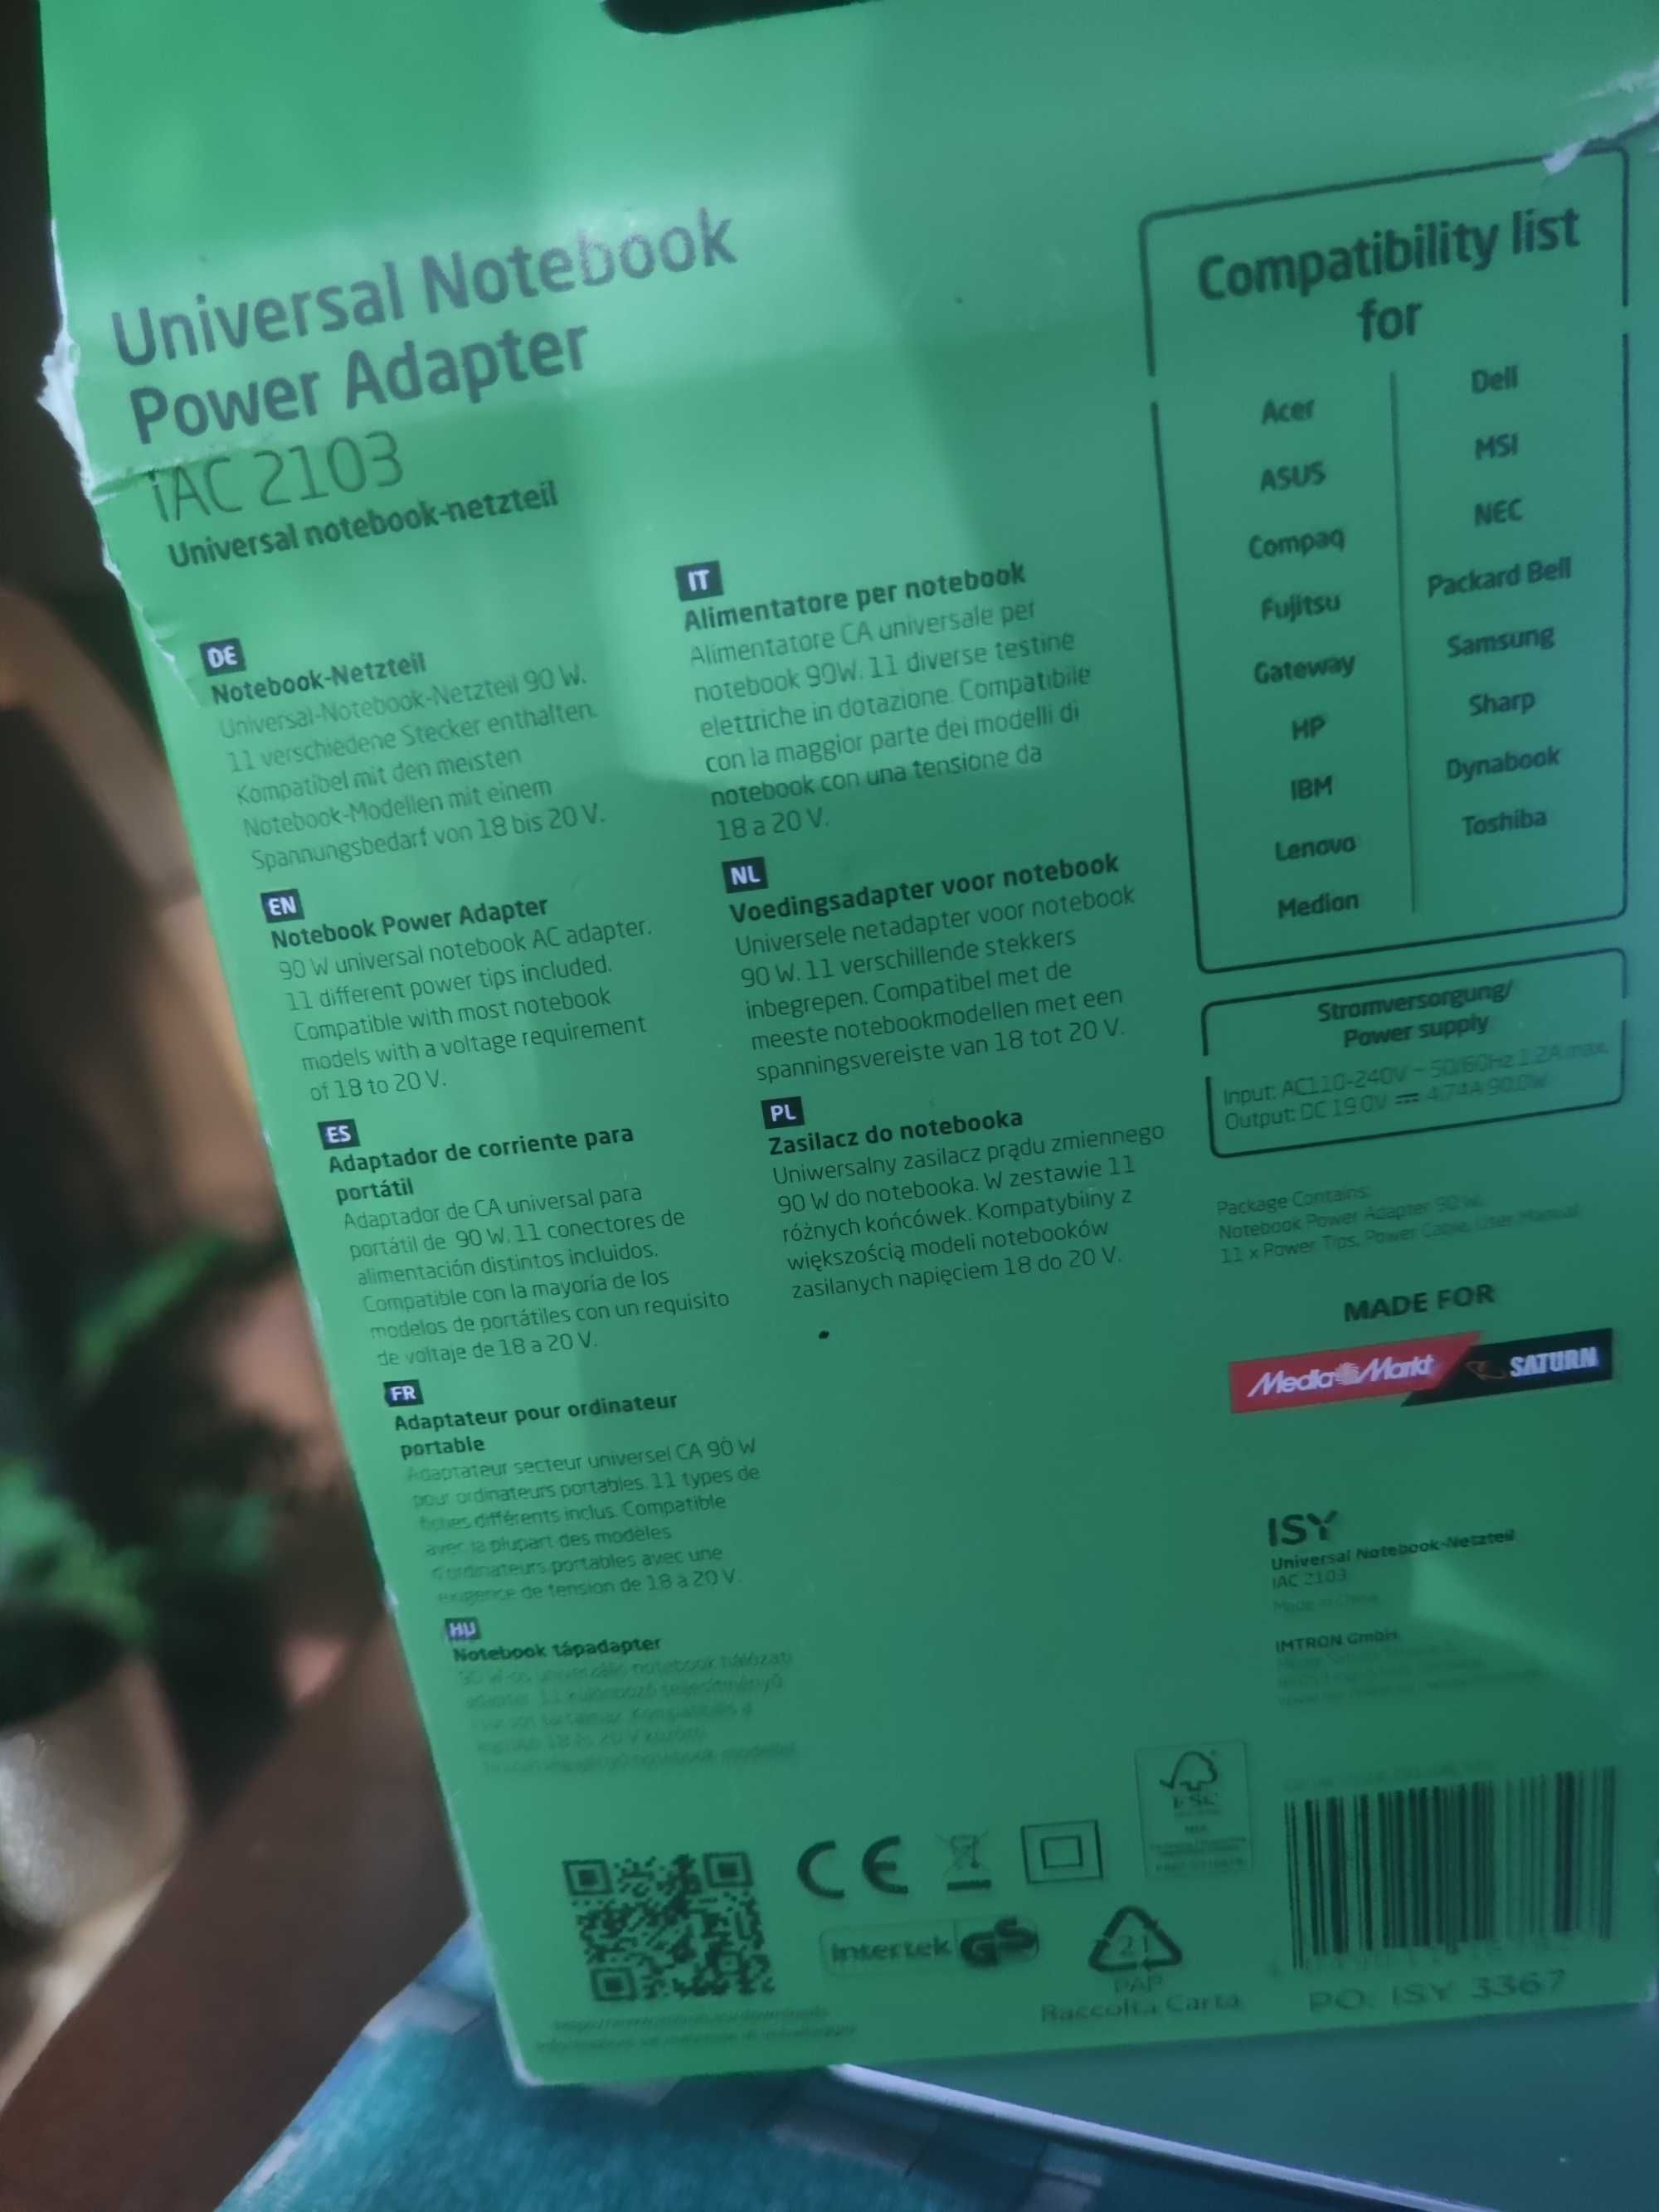 Universal Notebook
Power Adapter
iAC 2103
Universal notebook-netzteil
DE
Notebook-Netzteil
Universal-Notebook-Netzteil 90 W.
11 verschiedene Stecker enthalten.
Kompatibel mit den meisten
Notebook-Modellen mit einem
Spannungsbedarf von 18 bis 20 V.
EN
Notebook Power Adapter
90 W universal notebook AC adapter.
11 different power tips included.
Compatible with most notebook
models with a voltage requirement
of 18 to 20 V.
ES
Adaptador de corriente para
portátil
Adaptador de CA universal para
portátil de 90 W. 11 conectores de
alimentación distintos incluidos.
Compatible con la mayoría de los
modelos de portátiles con un requisito
de voltaje de 18 a 20 V.
FR
Adaptateur pour ordinateur
portable
Adaptateur secteur universel CA 90 W
pour ordinateurs portables. 11 types de
fiches différents inclus. Compatible
avec la plupart des modèles
d'ordinateurs portables avec une
exigence de tension de 18 à 20 V.
HU
Notebook tápadapter
90 W-os univerzális notebook hálózati
IT
Alimentatore per notebook
Alimentatore CA universale per
notebook 90W. 11 diverse testine
elettriche in dotazione. Compatibile
con la maggior parte dei modelli di
notebook con una tensione da
18 a 20 V.
NL
Voedingsadapter voor notebook
Universele netadapter voor notebook
90 W. 11 verschillende stekkers
inbegrepen. Compatibel met de
meeste notebookmodellen met een
spanningsvereiste van 18 tot 20 V.
PL
Zasilacz do notebooka
Uniwersalny zasilacz prądu zmiennego
90 W do notebooka. W zestawie 11
różnych końcówek. Kompatybilny z
większością modeli notebooków
zasilanych napięciem 18 do 20 V.
Compatibility list
for
Acer
ASUS
Compaq
Fujitsu
Gateway
HP
IBM
Lenovo
Medion
Dell
MSI
NEC
Packard Bell
Samsung
Sharp
Dynabook
Toshiba
Stromversorgung/
Power supply
Input: AC110-240V ~ 50/60Hz 1.2A max.
Output: DC 19.0V ⎓ 4.74A 90.0W
Package Contains:
Notebook Power Adapter 90 W,
11 x Power Tips, Power Cable, User Manual
MADE FOR
MediaMarkt SATURN
ISY
Universal Notebook-Netzteil
IAC 2103
Made in China
IMTRON GmbH
FSC
CE
Intertek GS
21
PAP
Raccolta Carta
PO: ISY 3367